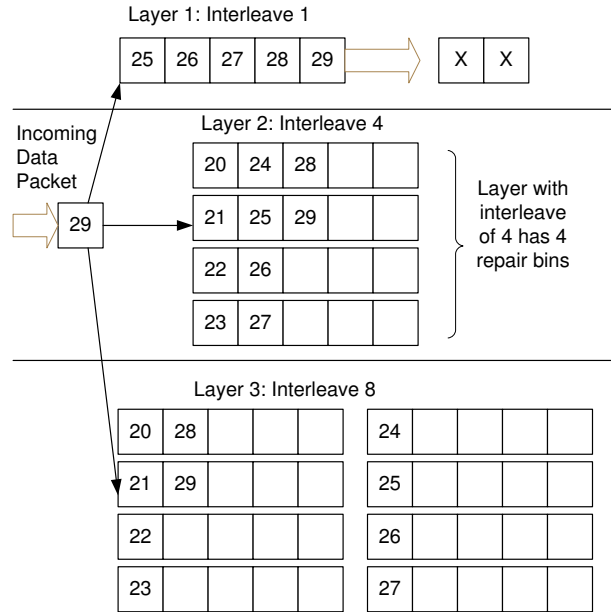 Layer 1: Interleave 1
25 26 27 28 29 X X
Incoming
Data
Packet
29
Layer 2: Interleave 4
20 24 28
21 25 29
22 26
23 27
Layer with
interleave
of 4 has 4
repair bins
Layer 3: Interleave 8
20 28 24
21 29 25
22 26
23 27